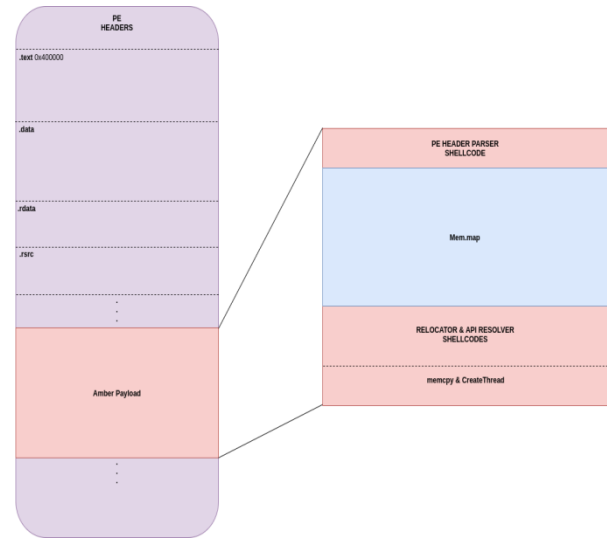 PE
HEADERS
.text 0x400000
.data
.rdata
.rsrc
Amber Payload
PE HEADER PARSER
SHELLCODE
Mem.map
RELOCATOR & API RESOLVER
SHELLCODES
memcpy & CreateThread